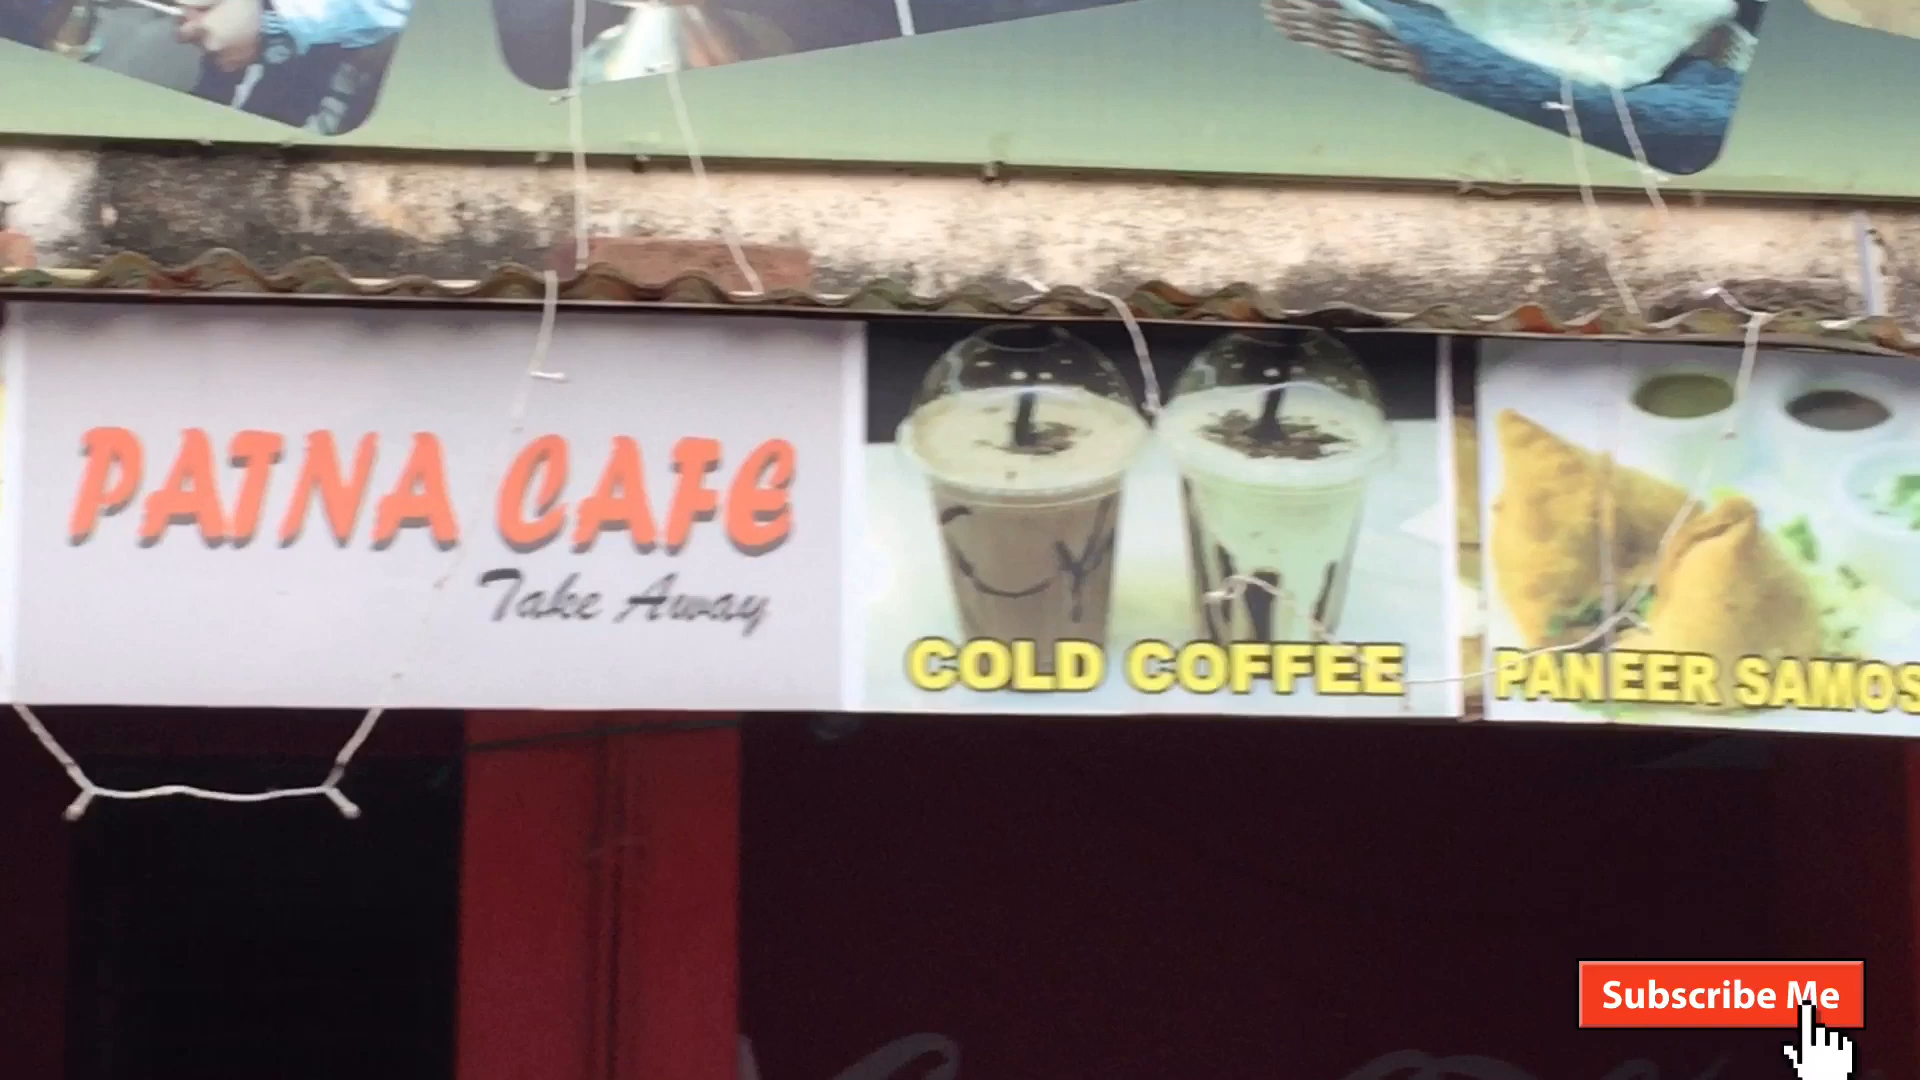 PATNA CAFE
Take Away
COLD COFFEE
PANEER SAMOS
Subscribe Me